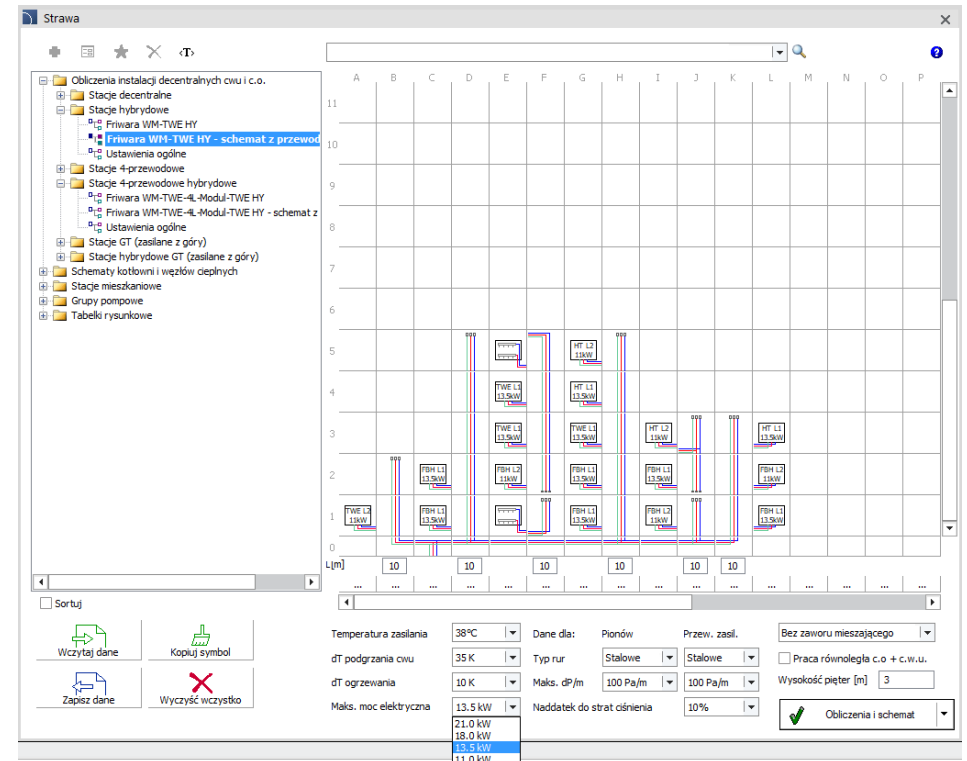 Strawa
‹T›
Obliczenia instalacji decentralnych cwu i c.o.
Stacje decentralne
Stacje hybrydowe
Friwara WM-TWE HY
Friwara WM-TWE HY - schemat z przewod
Ustawienia ogólne
Stacje 4-przewodowe
Stacje 4-przewodowe hybrydowe
Friwara WM-TWE-4L-Modul-TWE HY
Friwara WM-TWE-4L-Modul-TWE HY - schemat z
Ustawienia ogólne
Stacje GT (zasilane z góry)
Stacje hybrydowe GT (zasilane z góry)
Schematy kotłowni i węzłów cieplnych
Stacje mieszkaniowe
Grupy pompowe
Tabelki rysunkowe
Sortuj
Wczytaj dane
Kopiuj symbol
Zapisz dane
Wyczyść wczystko
A B C D E F G H I J K L M N O P
11
10
9
8
7
6
5 HT L2
11kW
4 TWE L1 HT L1
13.5kW 13.5kW
3 TWE L1 TWE L1 HT L2 HT L1
13.5kW 13.5kW 11kW 13.5kW
2 FBH L1 FBH L2 FBH L1 FBH L1 FBH L2
13.5kW 11kW 13.5kW 13.5kW 11kW
1 TWE L2 FBH L1 FBH L1 FBH L2 FBH L1
11kW 13.5kW 13.5kW 11kW 13.5kW
0
L[m] 10 10 10 10 10 10
... ... ... ... ... ... ... ... ... ... ... ... ... ... ... ...
Temperatura zasilania 38°C Dane dla: Pionów Przew. zasil. Bez zaworu mieszającego
dT podgrzania cwu 35 K Typ rur Stalowe Stalowe Praca równoległa c.o + c.w.u.
dT ogrzewania 10 K Maks. dP/m 100 Pa/m 100 Pa/m Wysokość pięter [m] 3
Maks. moc elektryczna 13.5 kW Naddatek do strat ciśnienia 10% Obliczenia i schemat
21.0 kW
18.0 kW
13.5 kW
11.0 kW